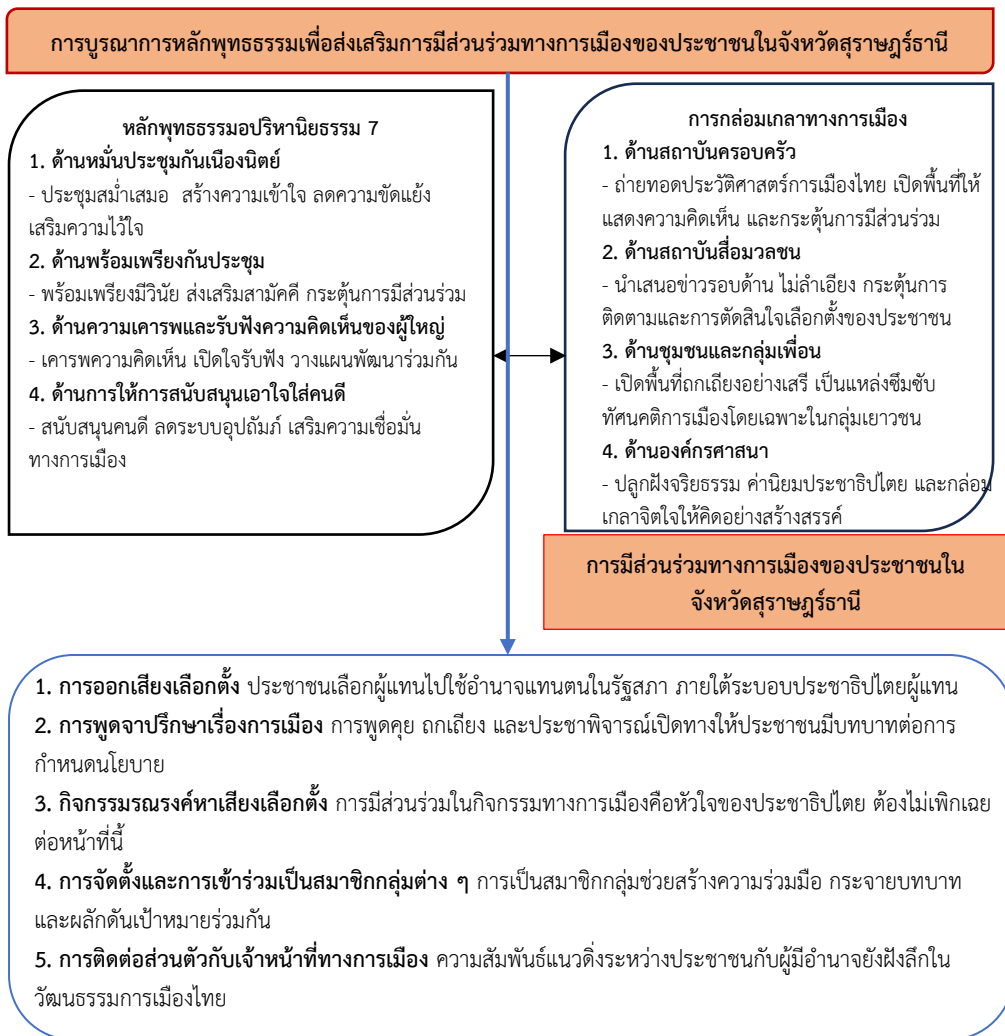 การบูรณาการหลักพุทธธรรมเพื่อส่งเสริมการมีส่วนร่วมทางการเมืองของประชาชนในจังหวัดสุราษฎร์ธานี
หลักพุทธธรรมอปริหานิยธรรม 7
1. ด้านหมั่นประชุมกันเนืองนิตย์
- ประชุมสม่ำเสมอ สร้างความเข้าใจ ลดความขัดแย้ง
เสริมความไว้ใจ
2. ด้านพร้อมเพรียงกันประชุม
- พร้อมเพรียงมีวินัย ส่งเสริมสามัคคี กระตุ้นการมีส่วนร่วม
3. ด้านความเคารพและรับฟังความคิดเห็นของผู้ใหญ่
- เคารพความคิดเห็น เปิดใจรับฟัง วางแผนพัฒนาร่วมกัน
4. ด้านการให้การสนับสนุนเอาใจใส่คนดี
- สนับสนุนคนดี ลดระบบอุปถัมภ์ เสริมความเชื่อมั่น
ทางการเมือง
การกล่อมเกลาทางการเมือง
1. ด้านสถาบันครอบครัว
- ถ่ายทอดประวัติศาสตร์การเมืองไทย เปิดพื้นที่ให้
แสดงความคิดเห็น และกระตุ้นการมีส่วนร่วม
2. ด้านสถาบันสื่อมวลชน
- นำเสนอข่าวรอบด้าน ไม่ลำเอียง กระตุ้นการ
ติดตามและการตัดสินใจเลือกตั้งของประชาชน
3. ด้านชุมชนและกลุ่มเพื่อน
- เปิดพื้นที่ถกเถียงอย่างเสรี เป็นแหล่งซึมซับ
ทัศนคติการเมืองโดยเฉพาะในกลุ่มเยาวชน
4. ด้านองค์กรศาสนา
- ปลูกฝังจริยธรรม ค่านิยมประชาธิปไตย และกล่อม
เกลาจิตใจให้คิดอย่างสร้างสรรค์
การมีส่วนร่วมทางการเมืองของประชาชนใน
จังหวัดสุราษฎร์ธานี
1. การออกเสียงเลือกตั้ง ประชาชนเลือกผู้แทนไปใช้อำนาจแทนตนในรัฐสภา ภายใต้ระบอบประชาธิปไตยผู้แทน
2. การพูดจาปรึกษาเรื่องการเมือง การพูดคุย ถกเถียง และประชาพิจารณ์เปิดทางให้ประชาชนมีบทบาทต่อการ
กำหนดนโยบาย
3. กิจกรรมรณรงค์หาเสียงเลือกตั้ง การมีส่วนร่วมในกิจกรรมทางการเมืองคือหัวใจของประชาธิปไตย ต้องไม่เพิกเฉย
ต่อหน้าที่นี้
4. การจัดตั้งและการเข้าร่วมเป็นสมาชิกกลุ่มต่าง ๆ การเป็นสมาชิกกลุ่มช่วยสร้างความร่วมมือ กระจายบทบาท
และผลักดันเป้าหมายร่วมกัน
5. การติดต่อส่วนตัวกับเจ้าหน้าที่ทางการเมือง ความสัมพันธ์แนวดิ่งระหว่างประชาชนกับผู้มีอำนาจยังฝังลึกใน
วัฒนธรรมการเมืองไทย